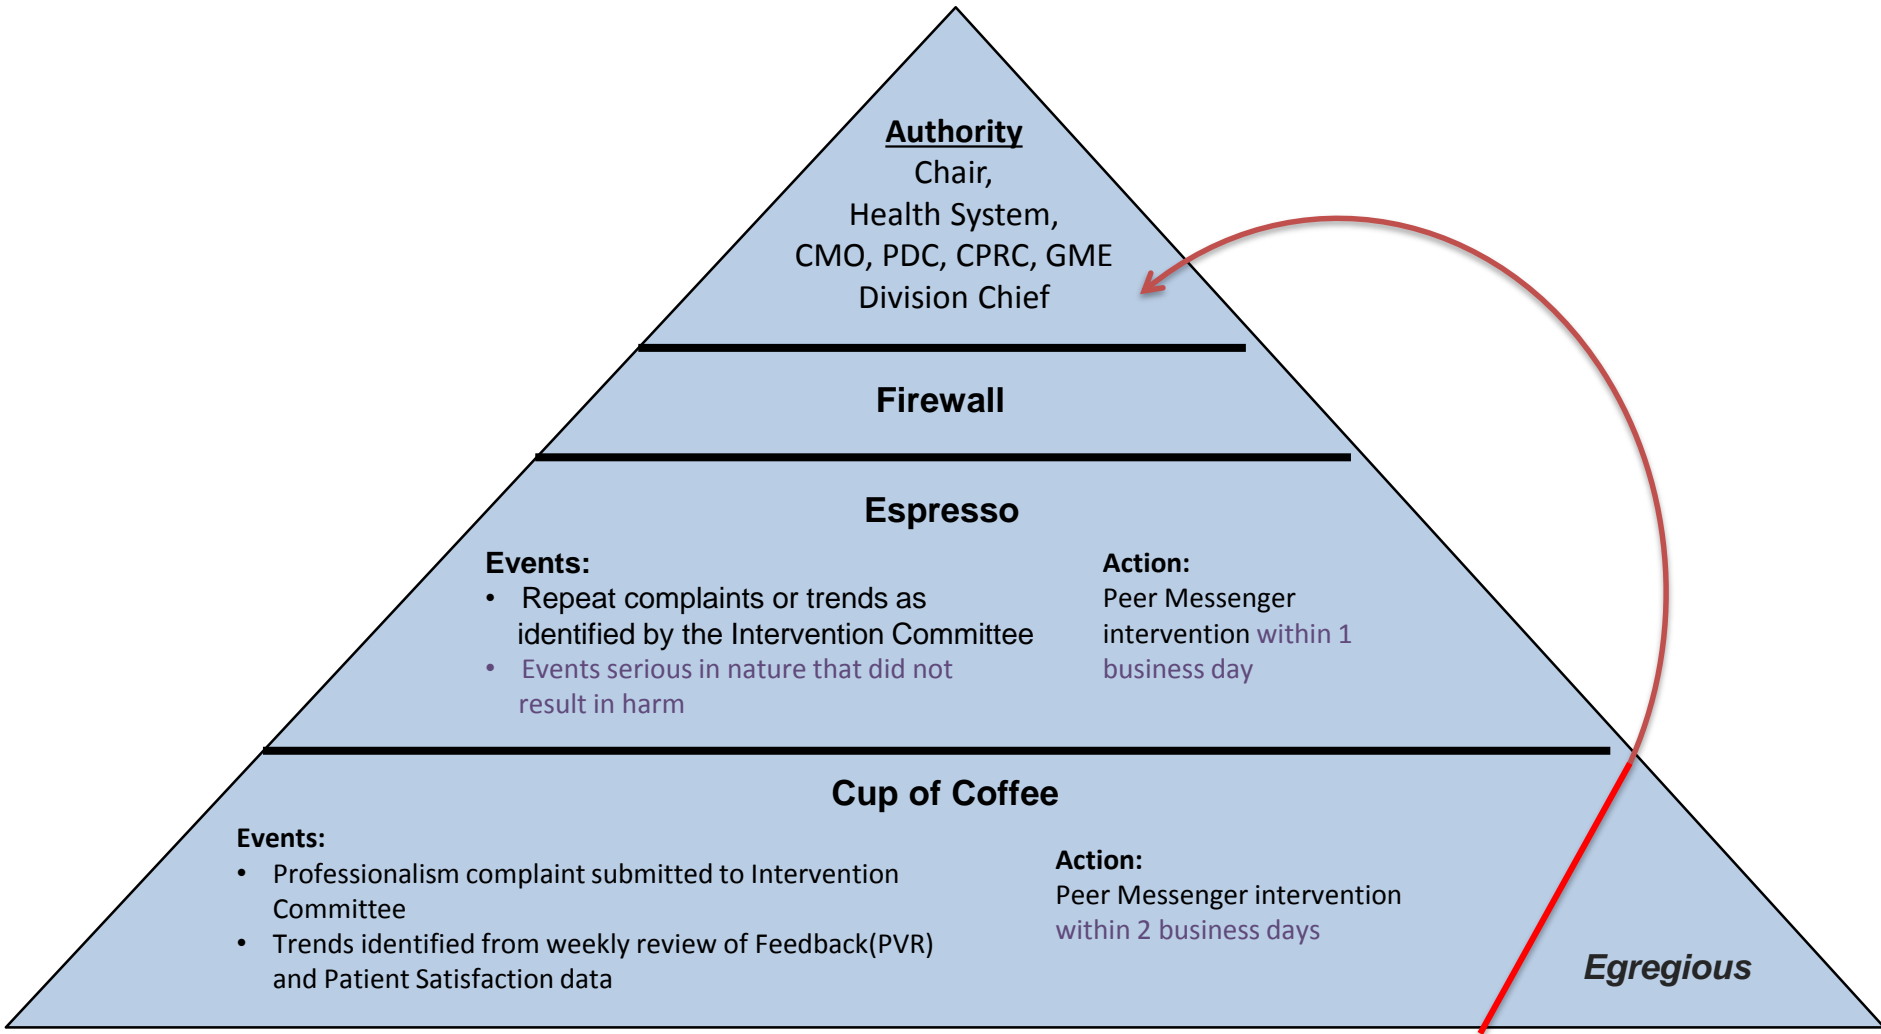 Authority
Chair,
Health System,
CMO, PDC, CPRC, GME
Division Chief
Firewall
Espresso
Events:
• Repeat complaints or trends as
identified by the Intervention Committee
• Events serious in nature that did not
result in harm
Action:
Peer Messenger
intervention within 1
business day
Cup of Coffee
Events:
• Professionalism complaint submitted to Intervention
Committee
• Trends identified from weekly review of Feedback(PVR)
and Patient Satisfaction data
Action:
Peer Messenger intervention
within 2 business days
Egregious